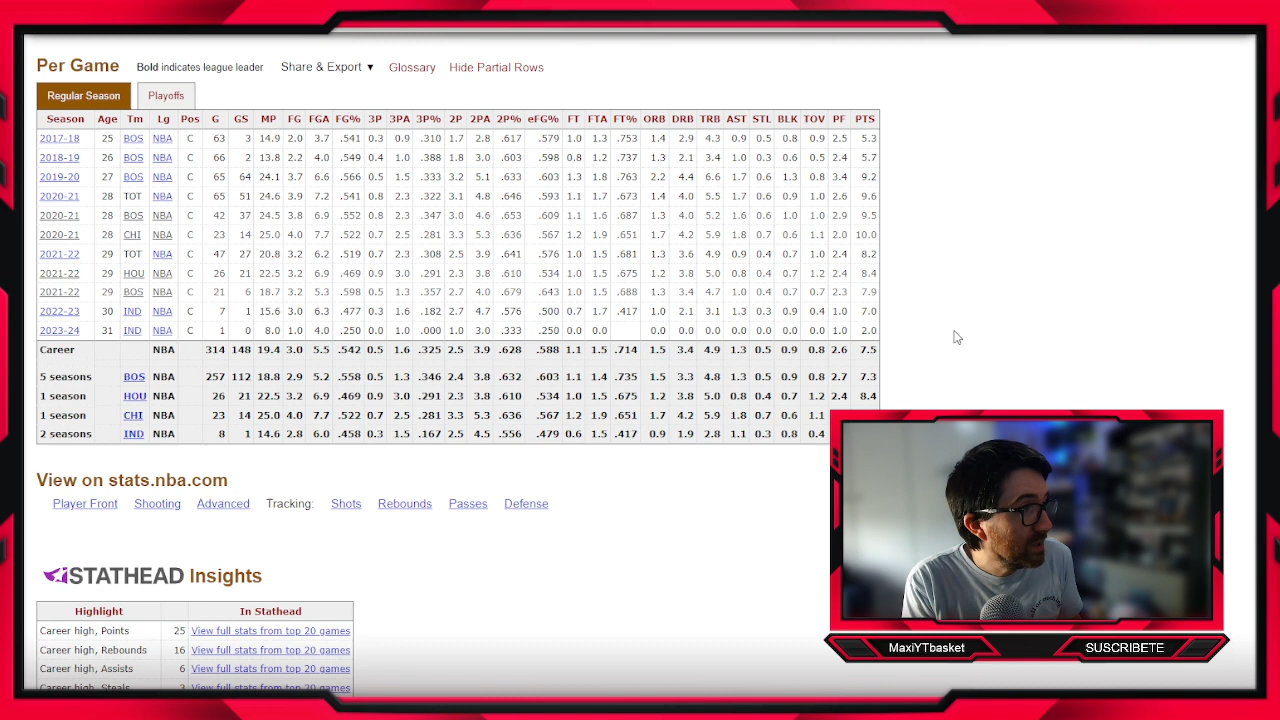 Per Game Bold indicates league leader Share & Export ▼ Glossary Hide Partial Rows
Regular Season Playoffs
Season Age Tm Lg Pos G GS MP FG FGA FG% 3P 3PA 3P% 2P 2PA 2P% eFG% FT FTA FT% ORB DRB TRB AST STL BLK TOV PF PTS
2017-18 25 BOS NBA C 63 3 14.9 2.0 3.7 .541 0.3 0.9 .310 1.7 2.8 .617 .579 1.0 1.3 .753 1.4 2.9 4.3 0.9 0.5 0.8 0.9 2.5 5.3
2018-19 26 BOS NBA C 66 2 13.8 2.2 4.0 .549 0.4 1.0 .388 1.8 3.0 .603 .598 0.8 1.2 .737 1.3 2.1 3.4 1.0 0.3 0.6 0.5 2.4 5.7
2019-20 27 BOS NBA C 65 64 24.1 3.7 6.6 .566 0.5 1.5 .333 3.2 5.1 .633 .603 1.3 1.8 .763 2.2 4.4 6.6 1.7 0.6 1.3 0.8 3.4 9.2
2020-21 28 TOT NBA C 65 51 24.6 3.9 7.2 .541 0.8 2.3 .322 3.1 4.8 .646 .593 1.1 1.7 .673 1.4 4.0 5.5 1.7 0.6 0.9 1.0 2.6 9.6
2020-21 28 BOS NBA C 42 37 24.5 3.8 6.9 .552 0.8 2.3 .347 3.0 4.6 .653 .609 1.1 1.6 .687 1.3 4.0 5.2 1.6 0.6 1.0 1.0 2.9 9.5
2020-21 28 CHI NBA C 23 14 25.0 4.0 7.7 .522 0.7 2.5 .281 3.3 5.3 .636 .567 1.2 1.9 .651 1.7 4.2 5.9 1.8 0.7 0.6 1.1 2.0 10.0
2021-22 29 TOT NBA C 47 27 20.8 3.2 6.2 .519 0.7 2.3 .308 2.5 3.9 .641 .576 1.0 1.5 .681 1.3 3.6 4.9 0.9 0.4 0.7 1.0 2.4 8.2
2021-22 29 HOU NBA C 26 21 22.5 3.2 6.9 .469 0.9 3.0 .291 2.3 3.8 .610 .534 1.0 1.5 .675 1.2 3.8 5.0 0.8 0.4 0.7 1.2 2.4 8.4
2021-22 29 BOS NBA C 21 6 18.7 3.2 5.3 .598 0.5 1.3 .357 2.7 4.0 .679 .643 1.0 1.5 .688 1.4 3.4 4.7 1.0 0.4 0.7 0.7 2.3 7.9
2022-23 30 IND NBA C 7 1 15.6 3.0 6.3 .477 0.3 1.6 .182 2.7 4.7 .576 .500 0.7 1.7 .417 1.0 2.1 3.1 1.3 0.3 0.9 0.4 1.0 7.0
2023-24 31 IND NBA C 1 0 8.0 1.0 4.0 .250 0.0 1.0 .000 1.0 3.0 .333 .250 0.0 0.0 0.0 0.0 0.0 0.0 0.0 0.0 0.0 1.0 2.0
Career NBA 314 148 19.4 3.0 5.5 .542 0.5 1.6 .325 2.5 3.9 .628 .588 1.1 1.5 .714 1.5 3.4 4.9 1.3 0.5 0.9 0.8 2.6 7.5
5 seasons BOS NBA 257 112 18.8 2.9 5.2 .558 0.5 1.3 .346 2.4 3.8 .632 .603 1.1 1.4 .735 1.5 3.3 4.8 1.3 0.5 0.9 0.8 2.7 7.3
1 season HOU NBA 26 21 22.5 3.2 6.9 .469 0.9 3.0 .291 2.3 3.8 .610 .534 1.0 1.5 .675 1.2 3.8 5.0 0.8 0.4 0.7 1.2 2.4 8.4
1 season CHI NBA 23 14 25.0 4.0 7.7 .522 0.7 2.5 .281 3.3 5.3 .636 .567 1.2 1.9 .651 1.7 4.2 5.9 1.8 0.7 0.6 1.1
2 seasons IND NBA 8 1 14.6 2.8 6.0 .458 0.3 1.5 .167 2.5 4.5 .556 .479 0.6 1.5 .417 0.9 1.9 2.8 1.1 0.3 0.8 0.4
View on stats.nba.com
Player Front Shooting Advanced Tracking: Shots Rebounds Passes Defense
STATHEAD Insights
Highlight In Stathead
Career high, Points 25 View full stats from top 20 games
Career high, Rebounds 16 View full stats from top 20 games
Career high, Assists 6 View full stats from top 20 games
Career high, Steals 3 View full stats from top 20 games
MaxiYTbasket SUSCRIBETE